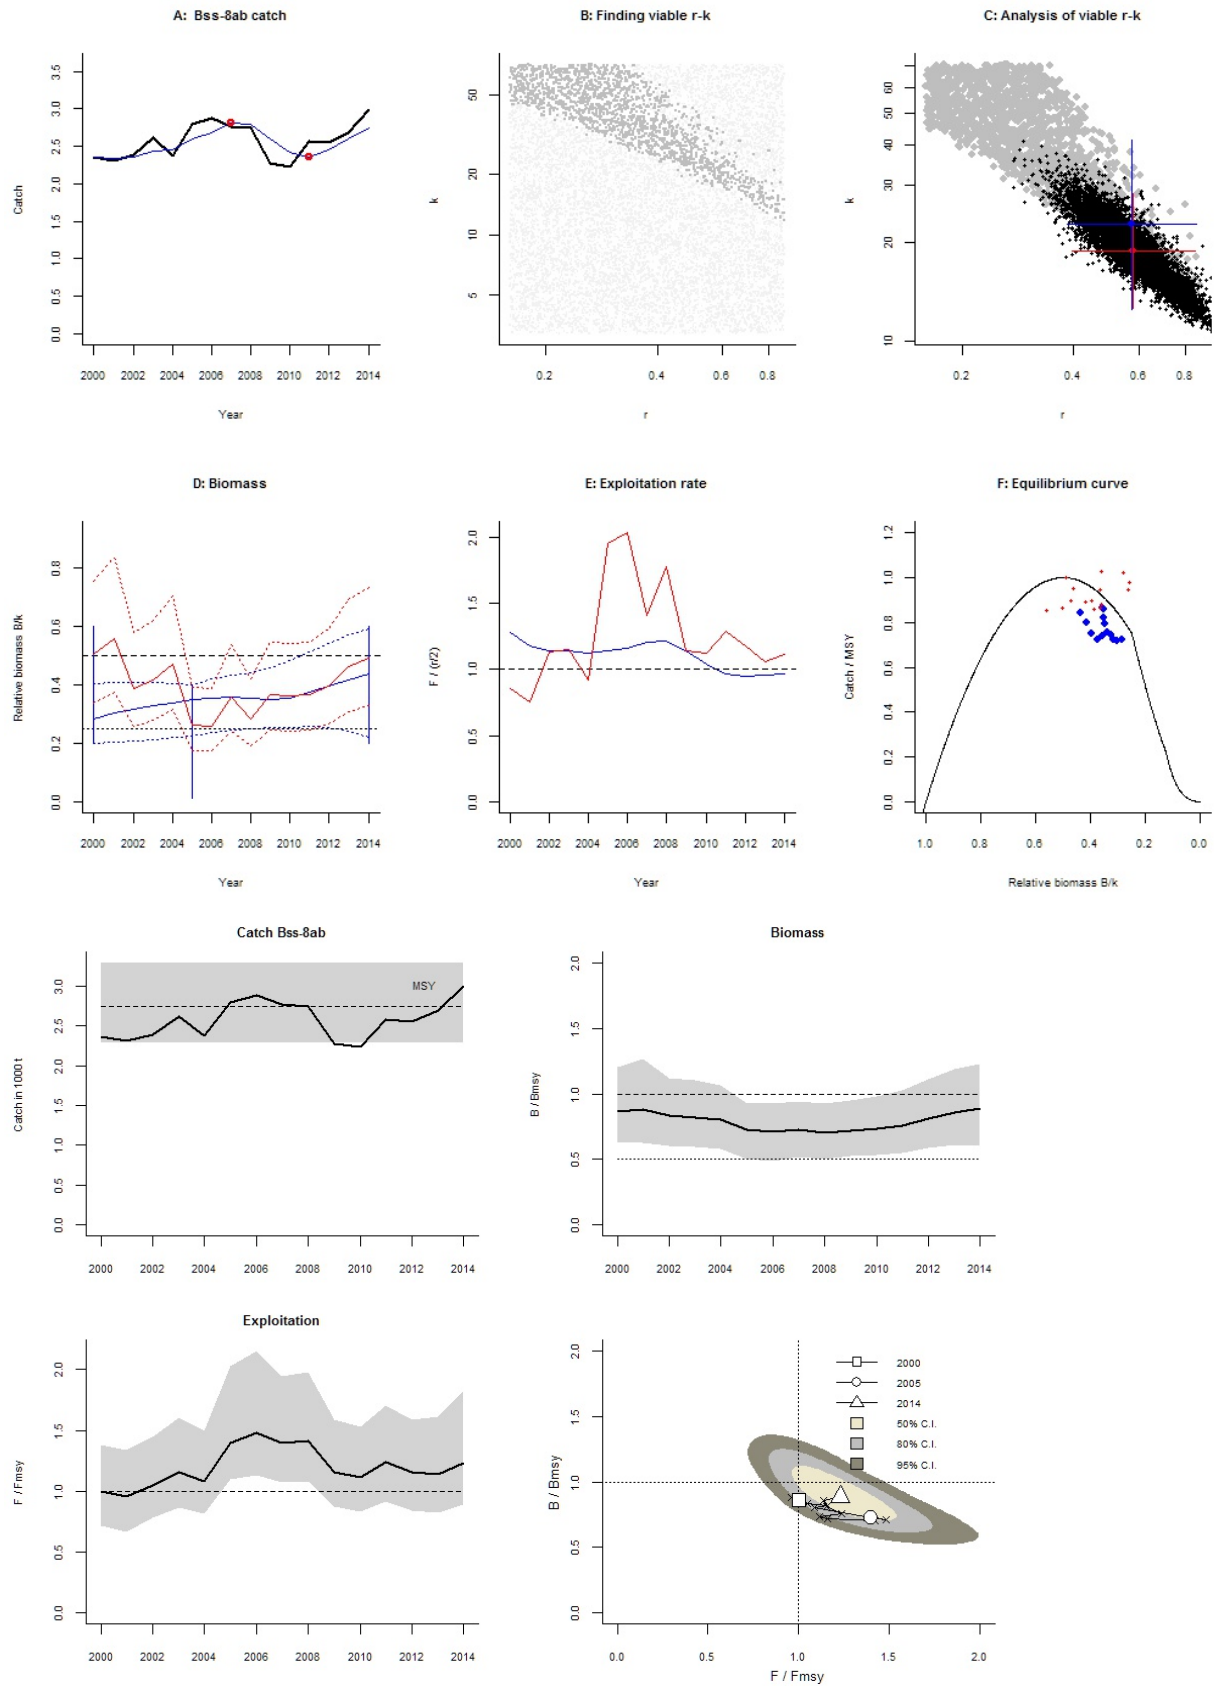 A: Bss-8ab catch
Catch
0.0 0.5 1.0 1.5 2.0 2.5 3.0 3.5
2000 2002 2004 2006 2008 2010 2012 2014
Year
B: Finding viable r-k
k
5 10 20 50
0.2 0.4 0.6 0.8
r
C: Analysis of viable r-k
k
10 20 30 40 50 60
0.2 0.4 0.6 0.8
r
D: Biomass
Relative biomass B/k
0.0 0.2 0.4 0.6 0.8
2000 2002 2004 2006 2008 2010 2012 2014
Year
E: Exploitation rate
F / (r/2)
0.0 0.5 1.0 1.5 2.0
2000 2002 2004 2006 2008 2010 2012 2014
Year
F: Equilibrium curve
Catch / MSY
0.0 0.2 0.4 0.6 0.8 1.0 1.2
1.0 0.8 0.6 0.4 0.2 0.0
Relative biomass B/k
Catch Bss-8ab
Catch in 1000 t
0.0 0.5 1.0 1.5 2.0 2.5 3.0
MSY
2000 2002 2004 2006 2008 2010 2012 2014
Biomass
B / Bmsy
0.0 0.5 1.0 1.5 2.0
2000 2002 2004 2006 2008 2010 2012 2014
Exploitation
F / Fmsy
0.0 0.5 1.0 1.5 2.0
2000 2002 2004 2006 2008 2010 2012 2014
B / Bmsy
0.0 0.5 1.0 1.5 2.0
2000
2005
2014
50% C.I.
80% C.I.
95% C.I.
0.0 0.5 1.0 1.5 2.0
F / Fmsy